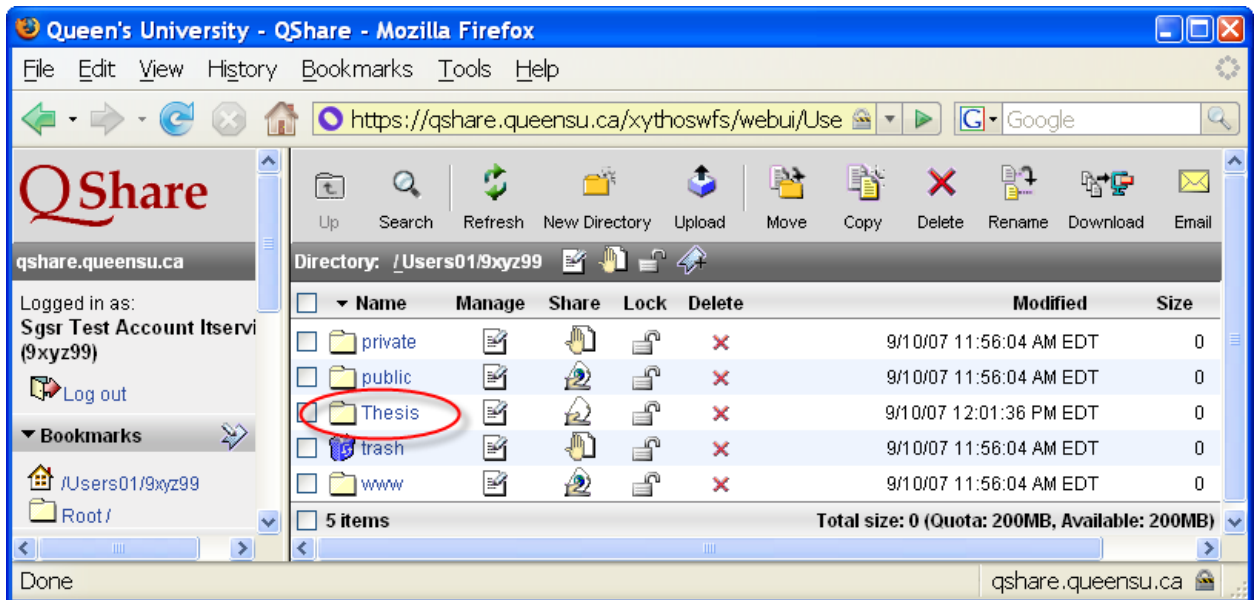 Queen's University - QShare - Mozilla Firefox
File Edit View History Bookmarks Tools Help
https://qshare.queensu.ca/xythoswfs/webui/Use G Google
QShare
Up Search Refresh New Directory Upload Move Copy Delete Rename Download Email
qshare.queensu.ca
Directory: /Users01/9xyz99
Logged in as:
Sgsr Test Account Itservi
(9xyz99)
Log out
Bookmarks
/Users01/9xyz99
Root /
Name Manage Share Lock Delete Modified Size
private 9/10/07 11:56:04 AM EDT 0
public 9/10/07 11:56:04 AM EDT 0
Thesis 9/10/07 12:01:36 PM EDT 0
trash 9/10/07 11:56:04 AM EDT 0
www 9/10/07 11:56:04 AM EDT 0
5 items Total size: 0 (Quota: 200MB, Available: 200MB)
Done qshare.queensu.ca